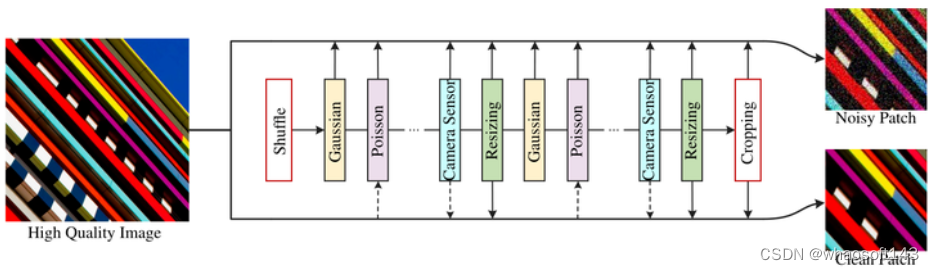 High Quality Image
Shuffle
Gaussian
Poisson
...
Camera Sensor
Resizing
Gaussian
Poisson
...
Camera Sensor
Resizing
Cropping
Noisy Patch
Clean Patch
CSDN @whaosoft143